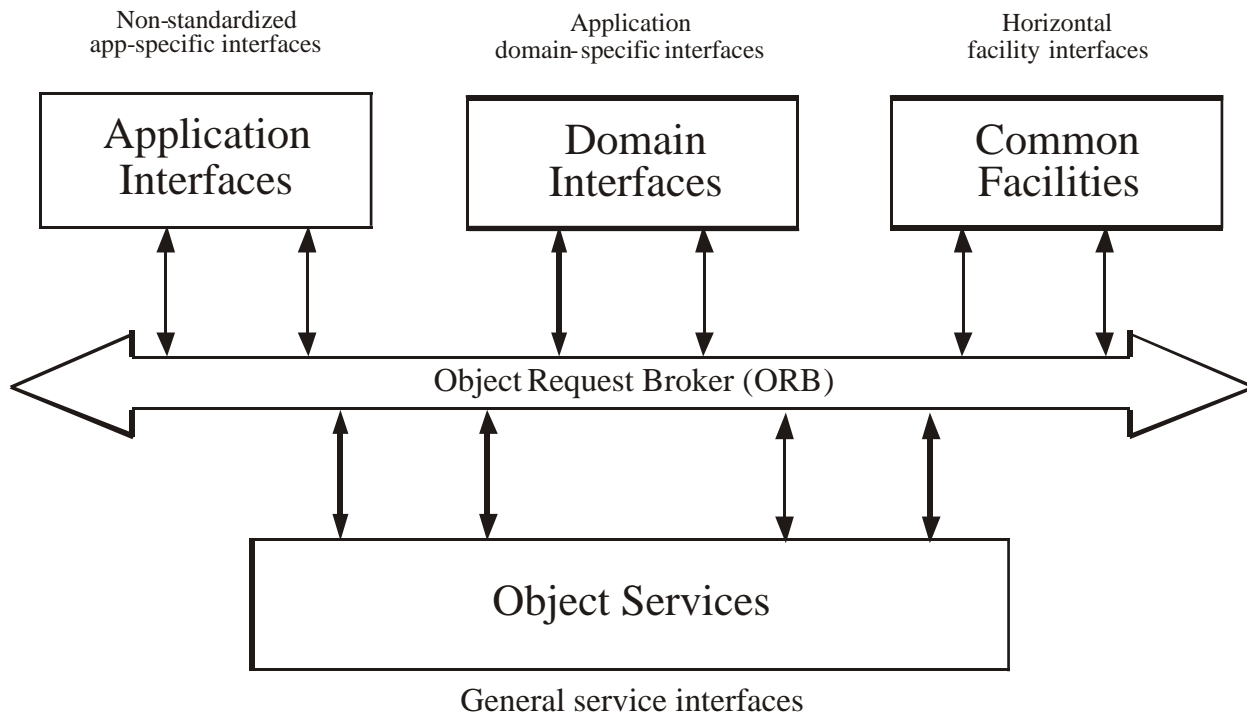 Non-standardized
app-specific interfaces
Application
domain-specific interfaces
Horizontal
facility interfaces
Application
Interfaces
Domain
Interfaces
Common
Facilities
Object Request Broker (ORB)
Object Services
General service interfaces